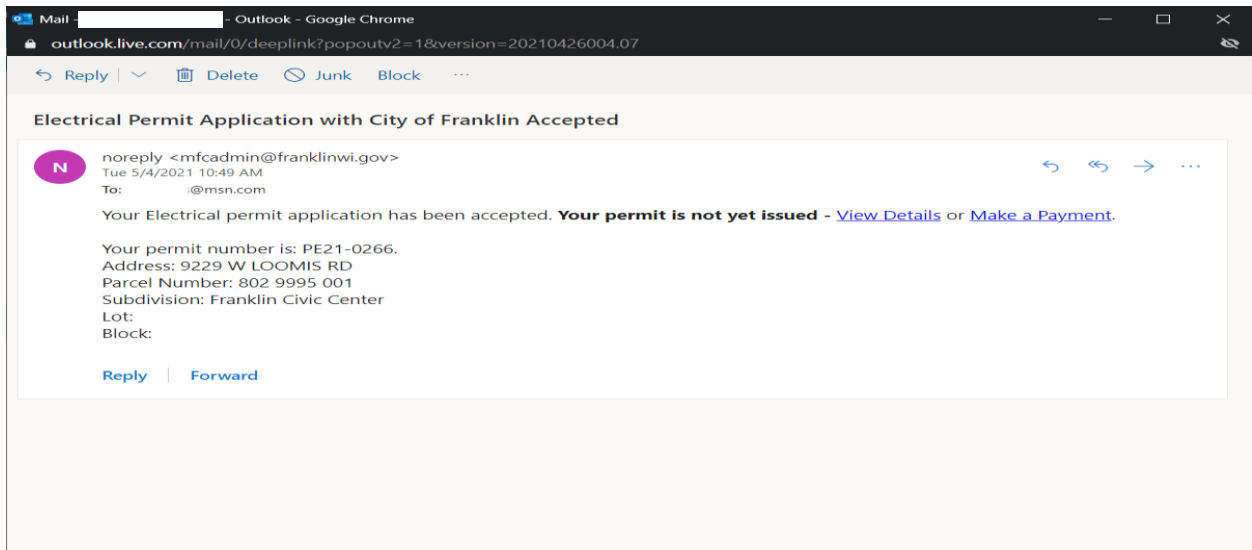 Mail - - Outlook - Google Chrome
outlook.live.com/mail/0/deeplink?popoutv2=1&version=20210426004.07
Reply Delete Junk Block ...
Electrical Permit Application with City of Franklin Accepted
N
noreply <mfcadmin@franklinwi.gov>
Tue 5/4/2021 10:49 AM
To: @msn.com
Your Electrical permit application has been accepted. Your permit is not yet issued - View Details or Make a Payment.
Your permit number is: PE21-0266.
Address: 9229 W LOOMIS RD
Parcel Number: 802 9995 001
Subdivision: Franklin Civic Center
Lot:
Block:
Reply Forward